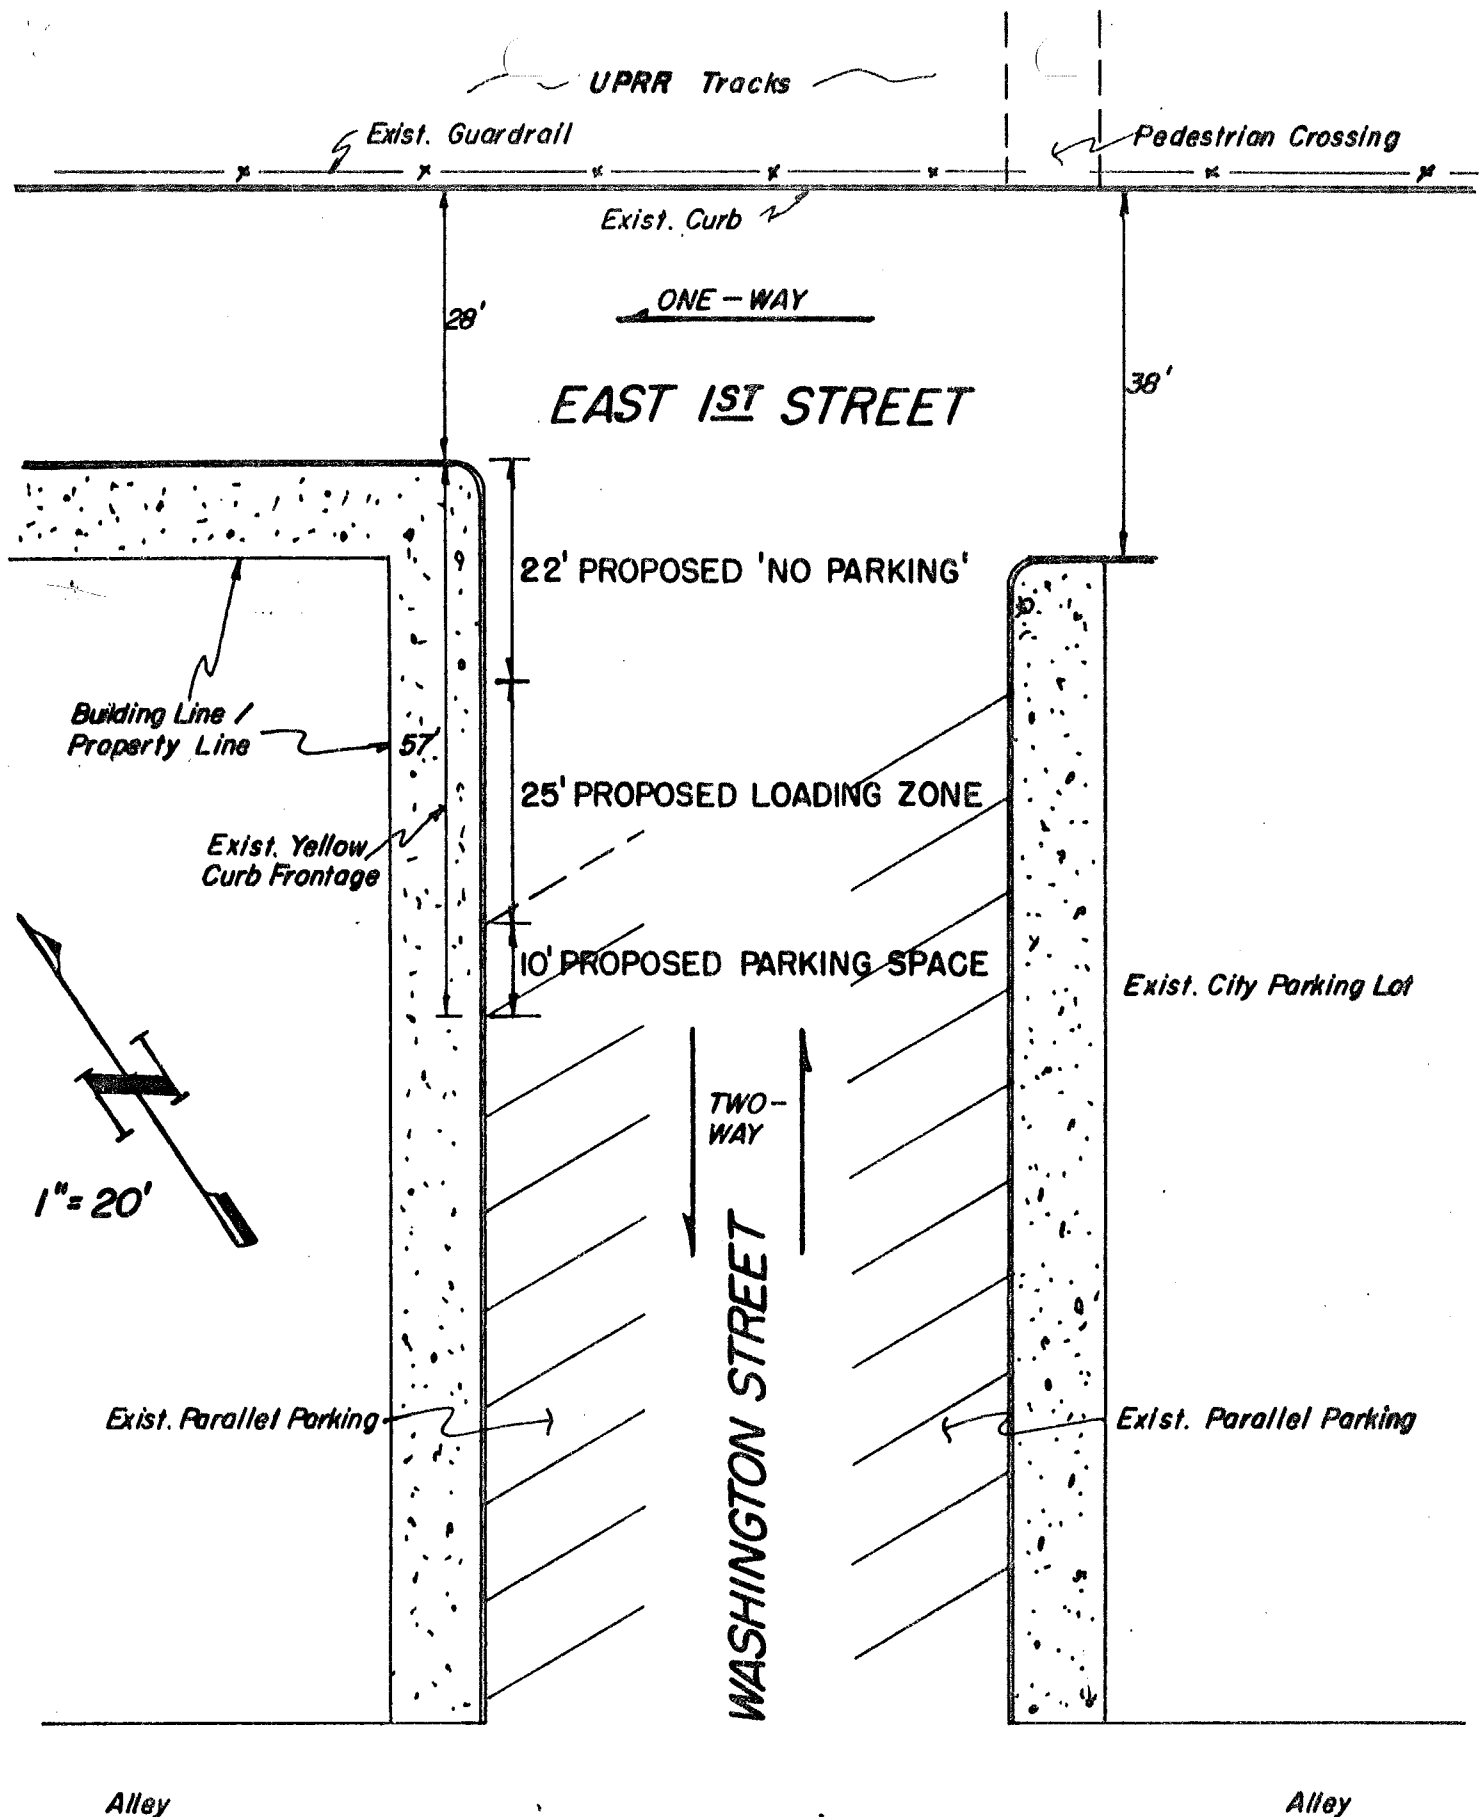 UPRR Tracks
Exist. Guardrail
Pedestrian Crossing
Exist. Curb
ONE-WAY
28'
38'
EAST 1ST STREET
22' PROPOSED 'NO PARKING'
Building Line /
Property Line
57'
25' PROPOSED LOADING ZONE
Exist. Yellow
Curb Frontage
10' PROPOSED PARKING SPACE
Exist. City Parking Lot
TWO-
WAY
N
1"=20'
WASHINGTON STREET
Exist. Parallel Parking
Exist. Parallel Parking
Alley
Alley